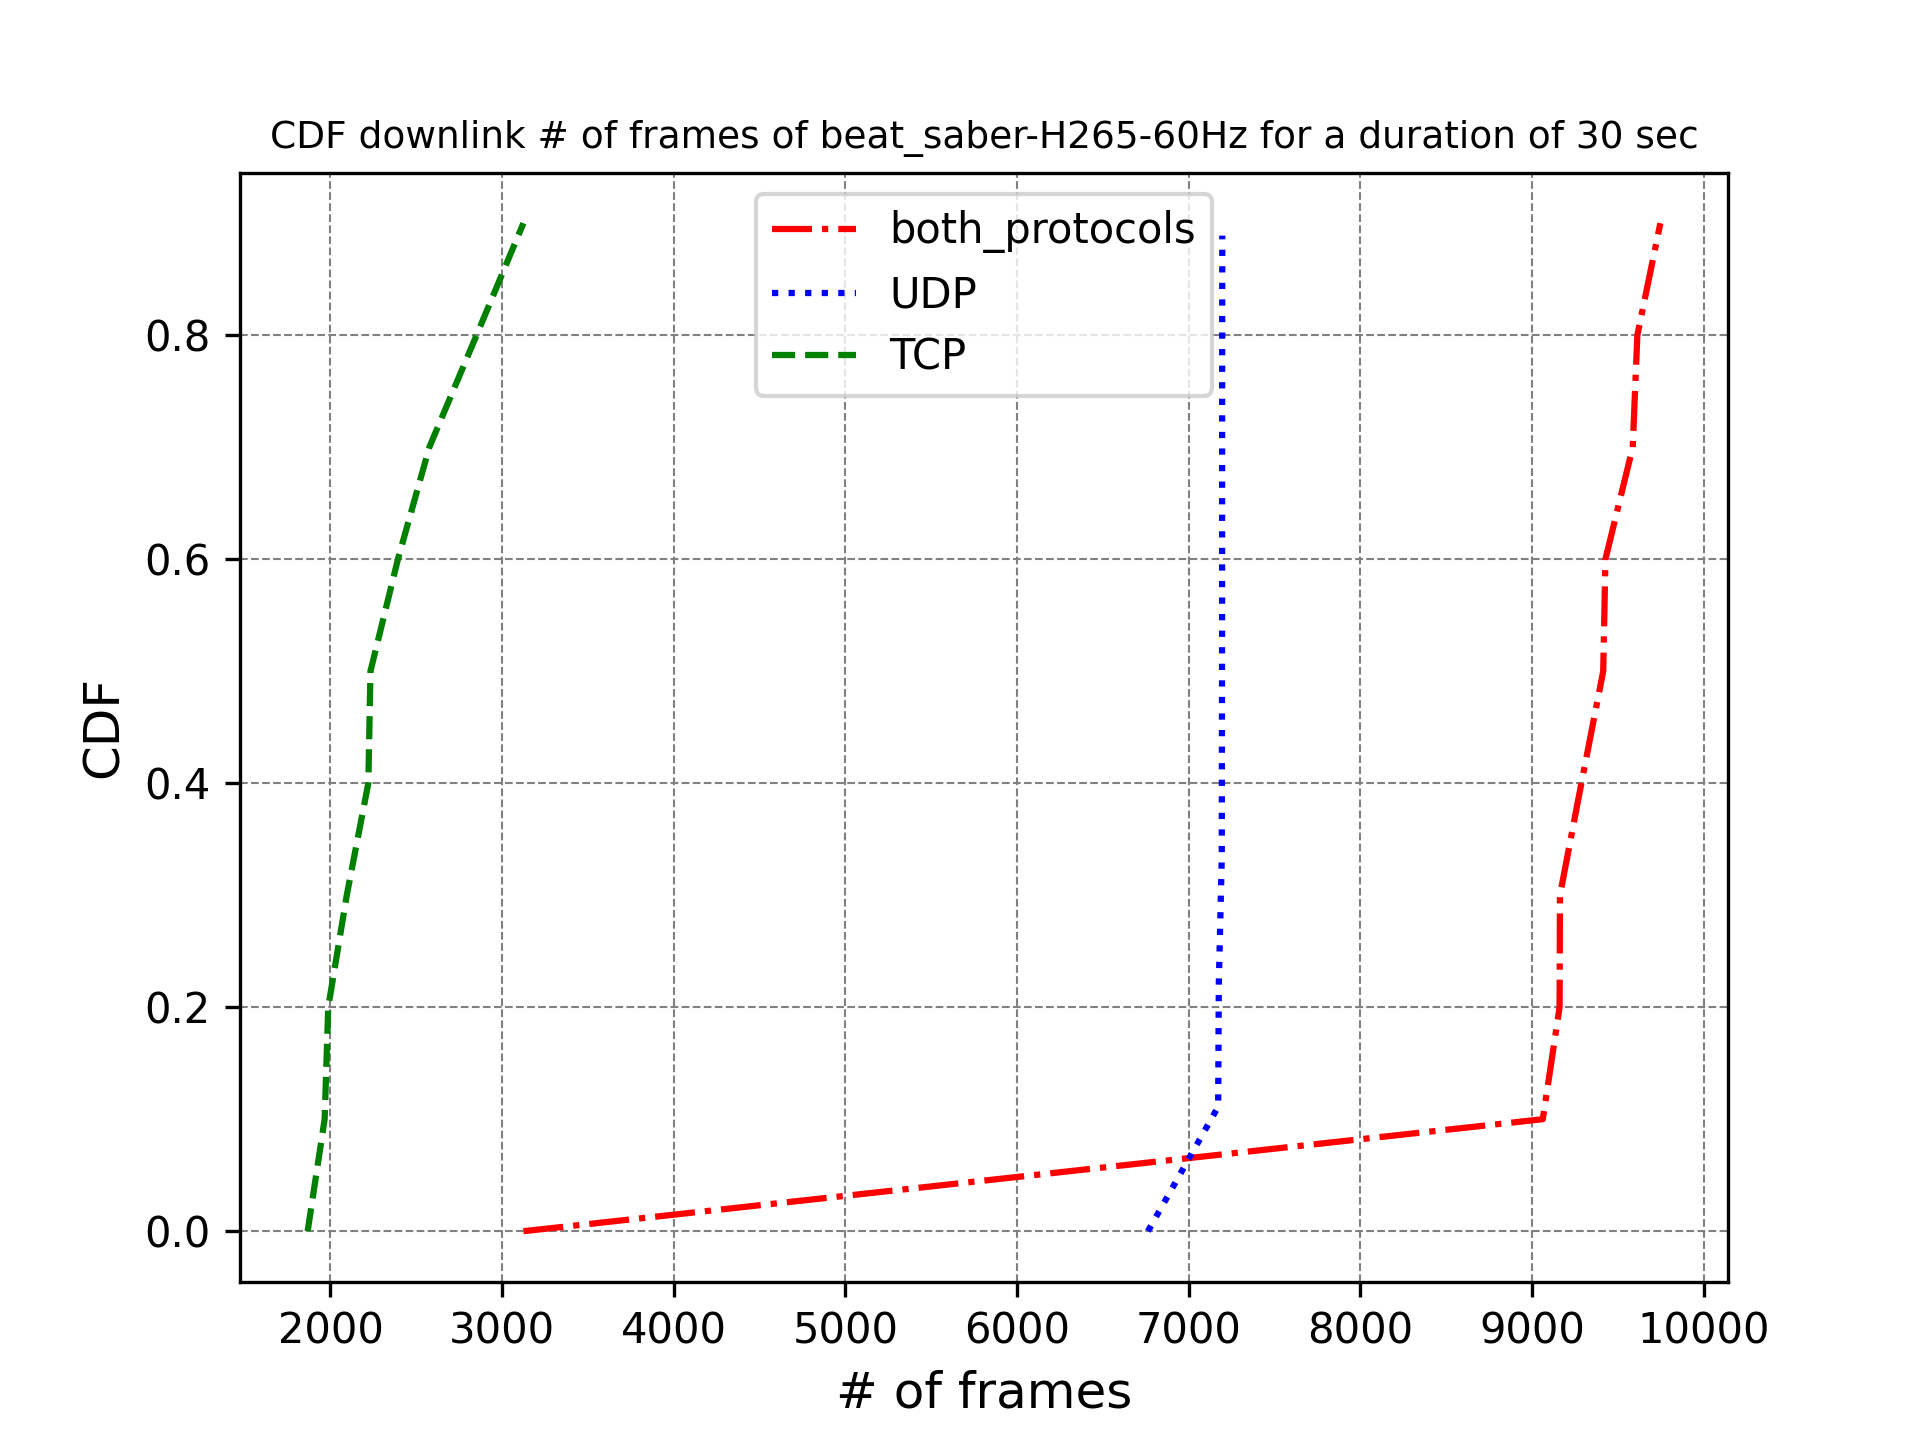 CDF downlink # of frames of beat_saber-H265-60Hz for a duration of 30 sec
both_protocols
UDP
TCP
CDF
0.8
0.6
0.4
0.2
0.0
2000 3000 4000 5000 6000 7000 8000 9000 10000
# of frames